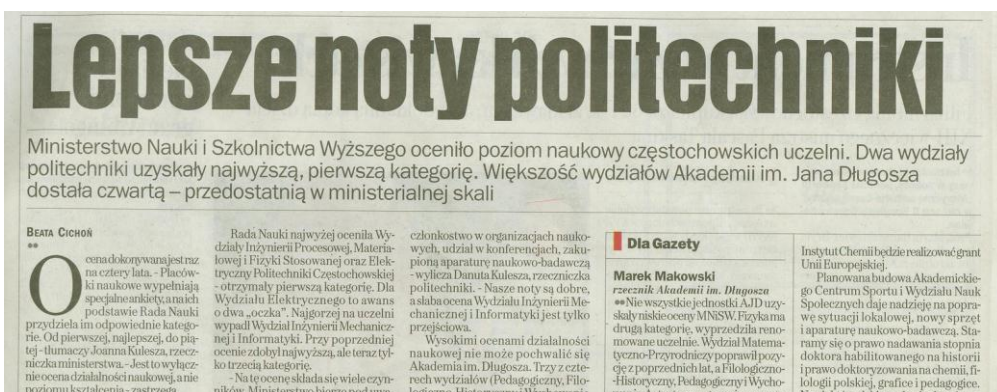 Lepsze noty politechniki
Ministerstwo Nauki i Szkolnictwa Wyższego oceniło poziom naukowy częstochowskich uczelni. Dwa wydziały
politechniki uzyskały najwyższą, pierwszą kategorię. Większość wydziałów Akademii im. Jana Długosza
dostała czwartą – przedostatnią w ministerialnej skali
BEATA CICHOŃ
Ocena dokonywana jest raz
na cztery lata. - Placów-
ki naukowe wypełniają
specjalne ankiety, a na ich
podstawie Rada Nauki
przydziela im odpowiednie katego-
rie. Od pierwszej, najlepszej, do pią-
tej - tłumaczy Joanna Kulesza, rzecz-
niczka ministerstwa. - Jest to wyłącz-
nie ocena działalności naukowej, a nie
poziomu kształcenia - zastrzega.
Rada Nauki najwyżej oceniła Wy-
działy Inżynierii Procesowej, Materia-
łowej i Fizyki Stosowanej oraz Elek-
tryczny Politechniki Częstochowskiej
- otrzymały pierwszą kategorię. Dla
Wydziału Elektrycznego to awans
o dwa „oczka”. Najgorzej na uczelni
wypadł Wydział Inżynierii Mechanicz-
nej i Informatyki. Przy poprzedniej
ocenie zdobył najwyższą, ale teraz tyl-
ko trzecią kategorię.
- Na tę ocenę składa się wiele czyn-
ników. Ministerstwo bierze pod uwa-
członkostwo w organizacjach nauko-
wych, udział w konferencjach, zaku-
pioną aparaturę naukowo-badawczą
- wylicza Danuta Kulesza, rzeczniczka
politechniki. - Nasze noty są dobre,
a słaba ocena Wydziału Inżynierii Me-
chanicznej i Informatyki jest tylko
przejściowa.
Wysokimi ocenami działalności
naukowej nie może pochwalić się
Akademia im. Długosza. Trzy z czte-
rech wydziałów (Pedagogiczny, Filo-
Dla Gazety
Marek Makowski
rzecznik Akademii im. Długosza
●●Nie wszystkie jednostki AJD uzy-
skały niskie oceny MNiSW. Fizyka ma
drugą kategorię, wyprzedziła reno-
mowane uczelnie. Wydział Matema-
tyczno-Przyrodniczy poprawił pozy-
cję z poprzednich lat, a Filologiczno-
-Historyczny, Pedagogiczny i Wycho-
Instytut Chemii będzie realizować grant
Unii Europejskiej.
Planowana budowa Akademickie-
go Centrum Sportu i Wydziału Nauk
Społecznych daje nadzieję na popra-
wę sytuacji lokalowej, nowy sprzęt
i aparaturę naukowo-badawczą. Sta-
ramy się o prawo nadawania stopnia
doktora habilitowanego na historii
i prawo doktoryzowania na chemii, fi-
lologii polskiej, grafice i pedagogice.